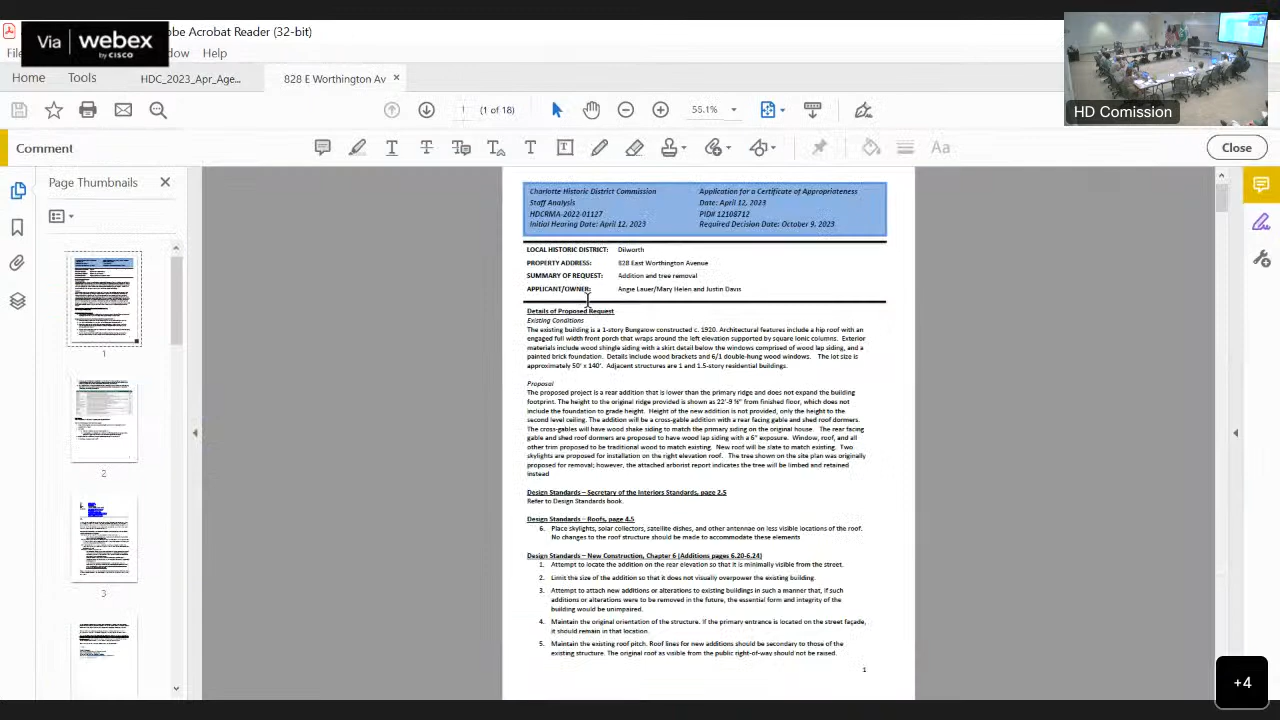 Via webex
by CISCO
obe Acrobat Reader (32-bit)
dow Help
Home Tools HDC_2023_Apr_Age... 828 E Worthington Av
1 (1 of 18) 55.1%
HD Comission
Comment
Close
Page Thumbnails
Charlotte Historic District Commission Application for a Certificate of Appropriateness
Staff Analysis Date: April 12, 2023
HDCRMA-2022-01127 PID# 12108712
Initial Hearing Date: April 12, 2023 Required Decision Date: October 9, 2023
LOCAL HISTORIC DISTRICT: Dilworth
PROPERTY ADDRESS: 828 East Worthington Avenue
SUMMARY OF REQUEST: Addition and tree removal
APPLICANT/OWNER: Angie Lauer/Mary Helen and Justin Davis
Details of Proposed Request
Existing Conditions
The existing building is a 1-story Bungalow constructed c. 1920. Architectural features include a hip roof with an
engaged full width front porch that wraps around the left elevation supported by square Ionic columns. Exterior
materials include wood shingle siding with a skirt detail below the windows comprised of wood lap siding, and a
painted brick foundation. Details include wood brackets and 6/1 double-hung wood windows. The lot size is
approximately 50' x 140'. Adjacent structures are 1 and 1.5-story residential buildings.
Proposal
The proposed project is a rear addition that is lower than the primary ridge and does not expand the building
footprint. The height to the original ridge provided is shown as 22'-9 ¾" from finished floor, which does not
include the foundation to grade height. Height of the new addition is not provided, only the height to the
second level ceiling. The addition will be a cross-gable addition with a rear facing gable and shed roof dormers.
The cross-gables will have wood shake siding to match the primary siding on the original house. The rear facing
gable and shed roof dormers are proposed to have wood lap siding with a 6" exposure. Window, roof, and all
other trim proposed to be traditional wood to match existing. New roof will be slate to match existing. Two
skylights are proposed for installation on the right elevation roof. The tree shown on the site plan was originally
proposed for removal; however, the attached arborist report indicates the tree will be limbed and retained
instead
Design Standards – Secretary of the Interiors Standards, page 2.5
Refer to Design Standards book.
Design Standards – Roofs, page 4.5
6. Place skylights, solar collectors, satellite dishes, and other antennae on less visible locations of the roof.
No changes to the roof structure should be made to accommodate these elements
Design Standards – New Construction, Chapter 6 (Additions pages 6.20-6.24)
1. Attempt to locate the addition on the rear elevation so that it is minimally visible from the street.
2. Limit the size of the addition so that it does not visually overpower the existing building.
3. Attempt to attach new additions or alterations to existing buildings in such a manner that, if such
additions or alterations were to be removed in the future, the essential form and integrity of the
building would be unimpaired.
4. Maintain the original orientation of the structure. If the primary entrance is located on the street façade,
it should remain in that location.
5. Maintain the existing roof pitch. Roof lines for new additions should be secondary to those of the
existing structure. The original roof as visible from the public right-of-way should not be raised.
1
1
2
3
+4